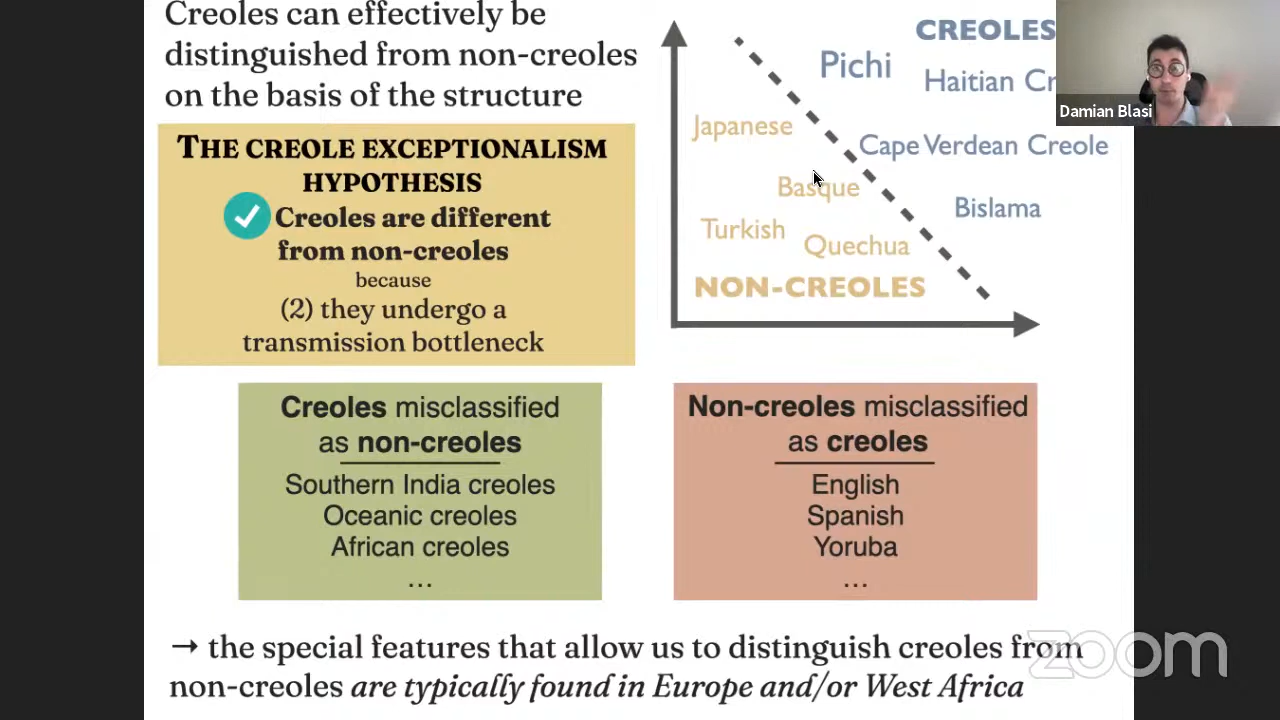 Creoles can effectively be
distinguished from non-creoles
on the basis of the structure
THE CREOLE EXCEPTIONALISM
HYPOTHESIS
Creoles are different
from non-creoles
because
(2) they undergo a
transmission bottleneck
CREOLES
Pichi
Haitian Cr
Japanese
Cape Verdean Creole
Basque
Bislama
Turkish
Quechua
NON-CREOLES
Damian Blasi
Creoles misclassified
as non-creoles
Southern India creoles
Oceanic creoles
African creoles
...
Non-creoles misclassified
as creoles
English
Spanish
Yoruba
...
→ the special features that allow us to distinguish creoles from
non-creoles are typically found in Europe and/or West Africa
zoom